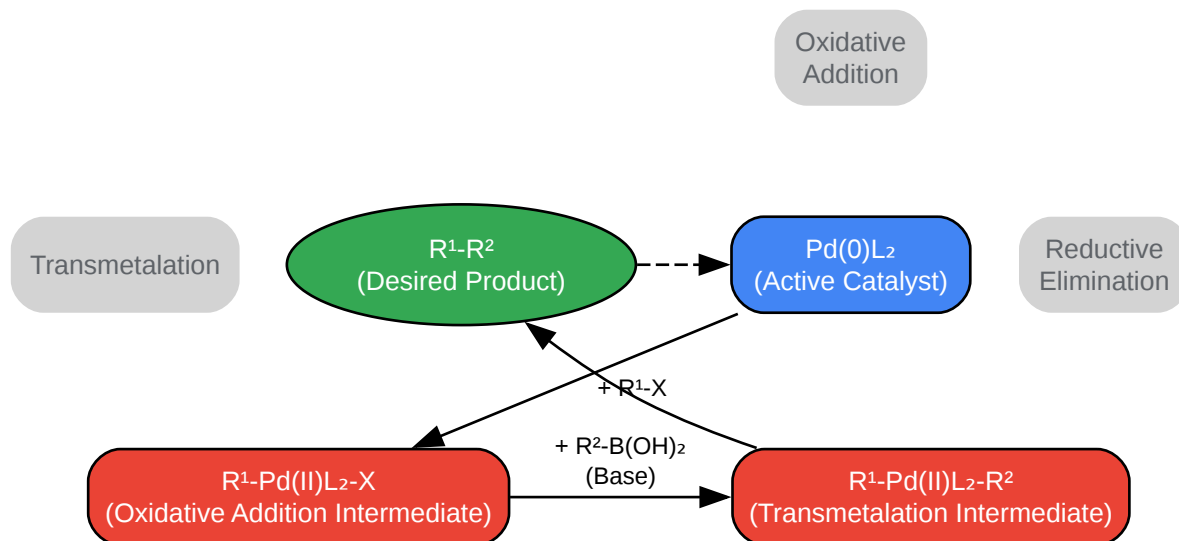 Oxidative
Addition
Transmetalation
R¹-R²
(Desired Product)
Pd(0)L₂
(Active Catalyst)
Reductive
Elimination
+ R¹-X
+ R²-B(OH)₂
(Base)
R¹-Pd(II)L₂-X
(Oxidative Addition Intermediate)
R¹-Pd(II)L₂-R²
(Transmetalation Intermediate)